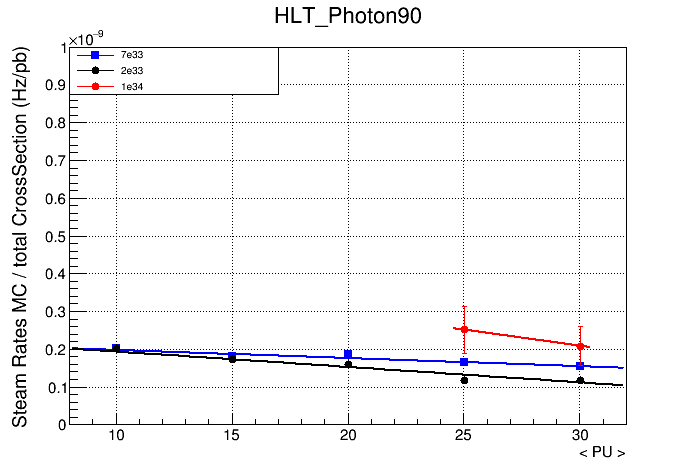 HLT_Photon90
×10⁻⁹
Steam Rates MC / total CrossSection (Hz/pb)
1
0.9
0.8
0.7
0.6
0.5
0.4
0.3
0.2
0.1
0
7e33
2e33
1e34
10 15 20 25 30
< PU >